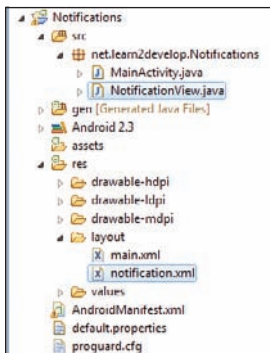 Notifications
src
net.learn2develop.Notifications
MainActivity.java
NotificationView.java
gen [Generated Java Files]
Android 2.3
assets
res
drawable-hdpi
drawable-ldpi
drawable-mdpi
layout
main.xml
notification.xml
values
AndroidManifest.xml
default.properties
proguard.cfg